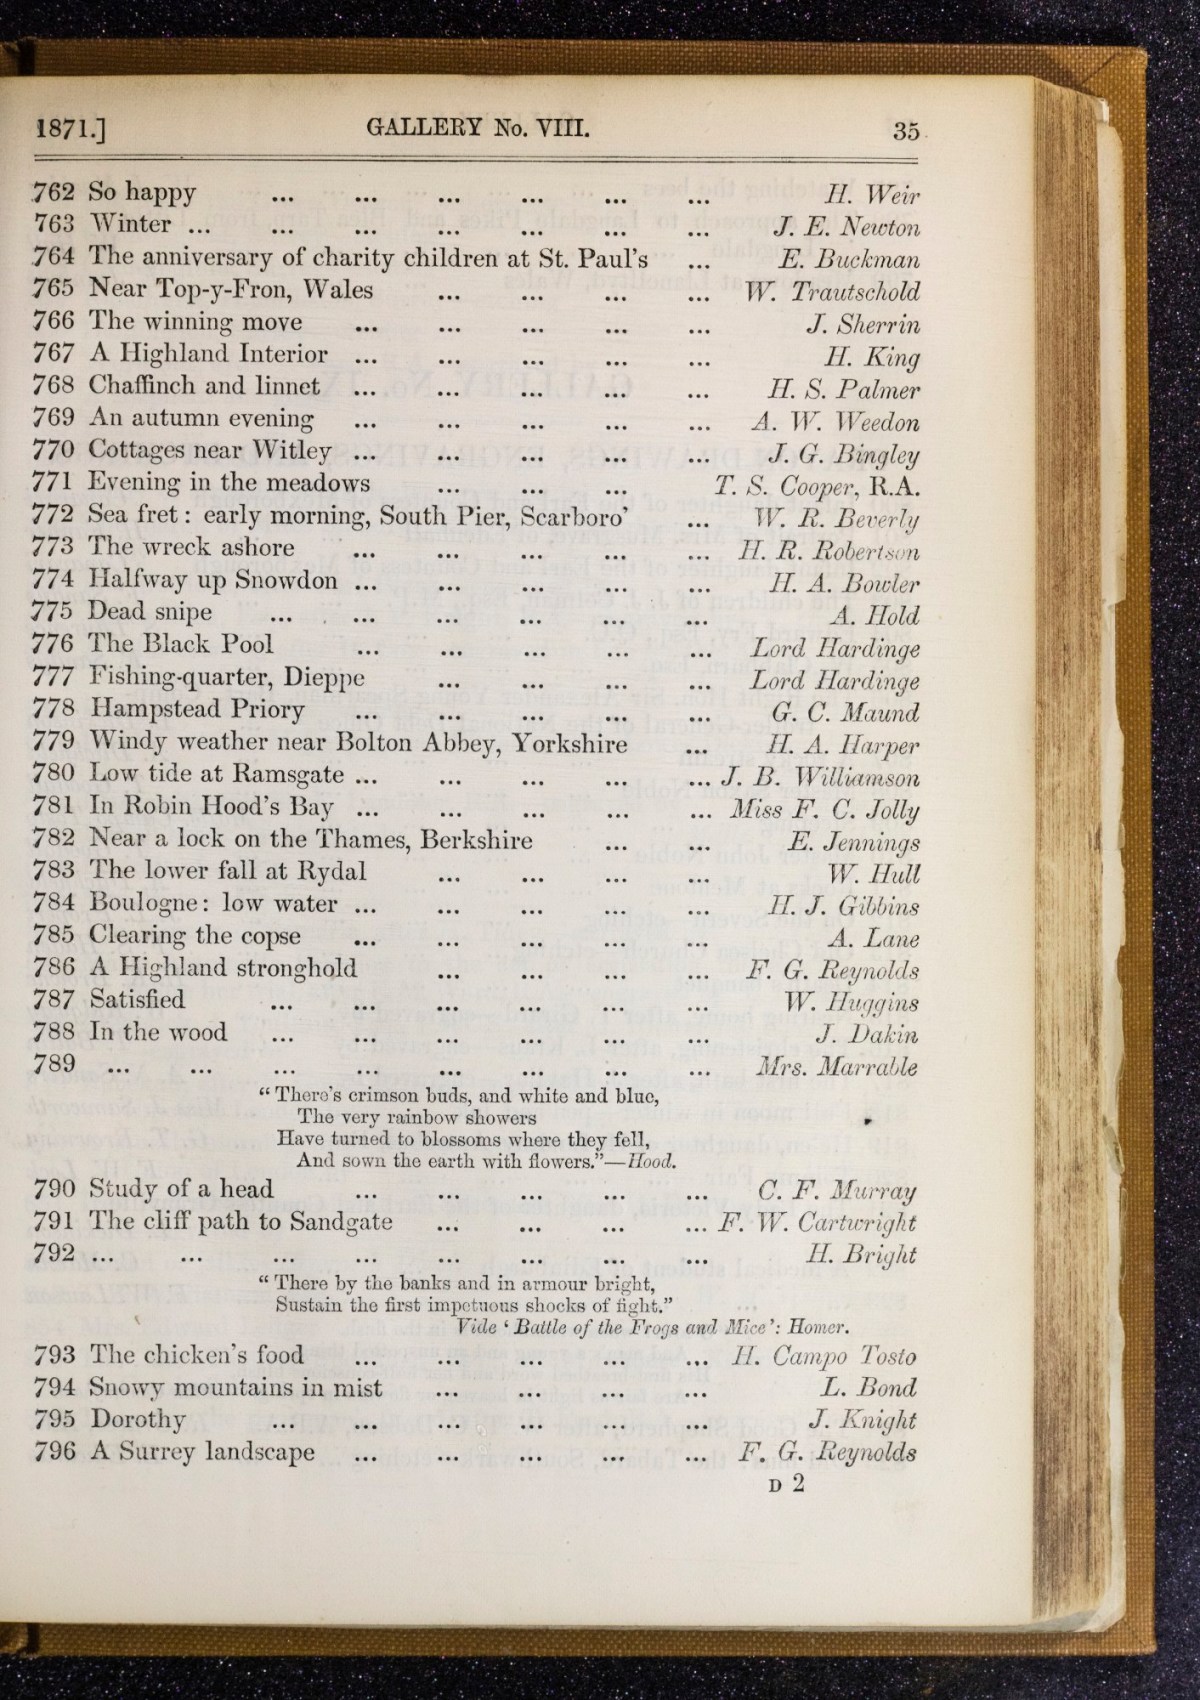 1871.] GALLERY No. VIII. 35
762 So happy ... ... ... ... ... ... H. Weir
763 Winter ... ... ... ... ... ... ... J. E. Newton
764 The anniversary of charity children at St. Paul's ... E. Buckman
765 Near Top-y-Fron, Wales ... ... ... ... W. Trautschold
766 The winning move ... ... ... ... ... J. Sherrin
767 A Highland Interior ... ... ... ... ... H. King
768 Chaffinch and linnet ... ... ... ... ... H. S. Palmer
769 An autumn evening ... ... ... ... ... A. W. Weedon
770 Cottages near Witley ... ... ... ... ... J. G. Bingley
771 Evening in the meadows ... ... ... T. S. Cooper, R.A.
772 Sea fret: early morning, South Pier, Scarboro' ... W. R. Beverly
773 The wreck ashore ... ... ... ... ... H. R. Robertson
774 Halfway up Snowdon ... ... ... ... ... H. A. Bowler
775 Dead snipe ... ... ... ... ... ... A. Hold
776 The Black Pool ... ... ... ... ... Lord Hardinge
777 Fishing-quarter, Dieppe ... ... ... ... Lord Hardinge
778 Hampstead Priory ... ... ... ... ... G. C. Maund
779 Windy weather near Bolton Abbey, Yorkshire ... H. A. Harper
780 Low tide at Ramsgate ... ... ... ... ... J. B. Williamson
781 In Robin Hood's Bay ... ... ... ... ... Miss F. C. Jolly
782 Near a lock on the Thames, Berkshire ... ... E. Jennings
783 The lower fall at Rydal ... ... ... ... W. Hull
784 Boulogne: low water ... ... ... ... ... H. J. Gibbins
785 Clearing the copse ... ... ... ... ... A. Lane
786 A Highland stronghold ... ... ... ... F. G. Reynolds
787 Satisfied ... ... ... ... ... ... W. Huggins
788 In the wood ... ... ... ... ... ... J. Dakin
789 ... ... ... ... ... ... ... ... Mrs. Marrable
"There's crimson buds, and white and blue,
The very rainbow showers
Have turned to blossoms where they fell,
And sown the earth with flowers."—Hood.
790 Study of a head ... ... ... ... ... C. F. Murray
791 The cliff path to Sandgate ... ... ... ... F. W. Cartwright
792 ... ... ... ... ... ... ... ... H. Bright
"There by the banks and in armour bright,
Sustain the first impetuous shocks of fight."
Vide 'Battle of the Frogs and Mice': Homer.
793 The chicken's food ... ... ... ... ... H. Campo Tosto
794 Snowy mountains in mist ... ... ... ... L. Bond
795 Dorothy ... ... ... ... ... ... J. Knight
796 A Surrey landscape ... ... ... ... ... F. G. Reynolds
D 2